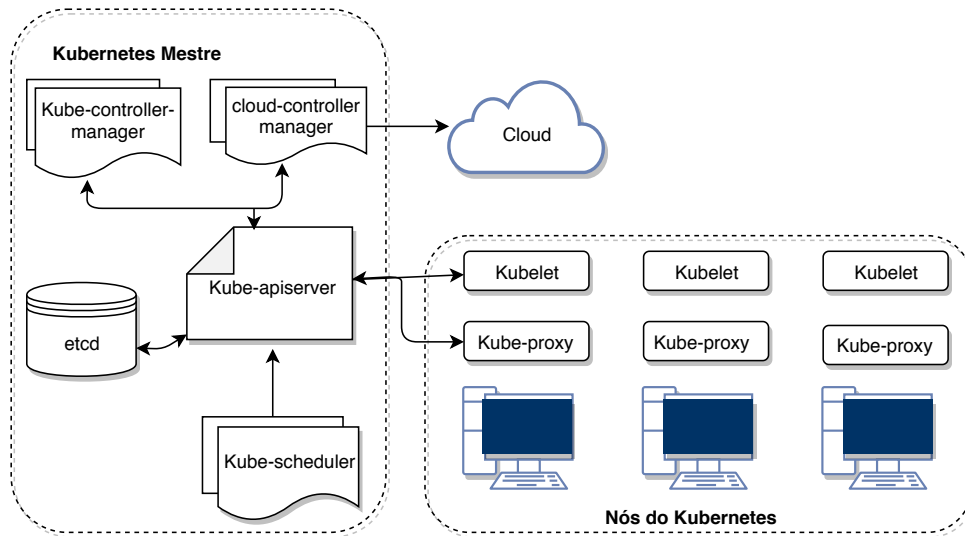 Kubernetes Mestre
Kube-controller-
manager
cloud-controller
manager
Cloud
Kube-apiserver
etcd
Kube-scheduler
Kubelet
Kubelet
Kubelet
Kube-proxy
Kube-proxy
Kube-proxy
Nós do Kubernetes